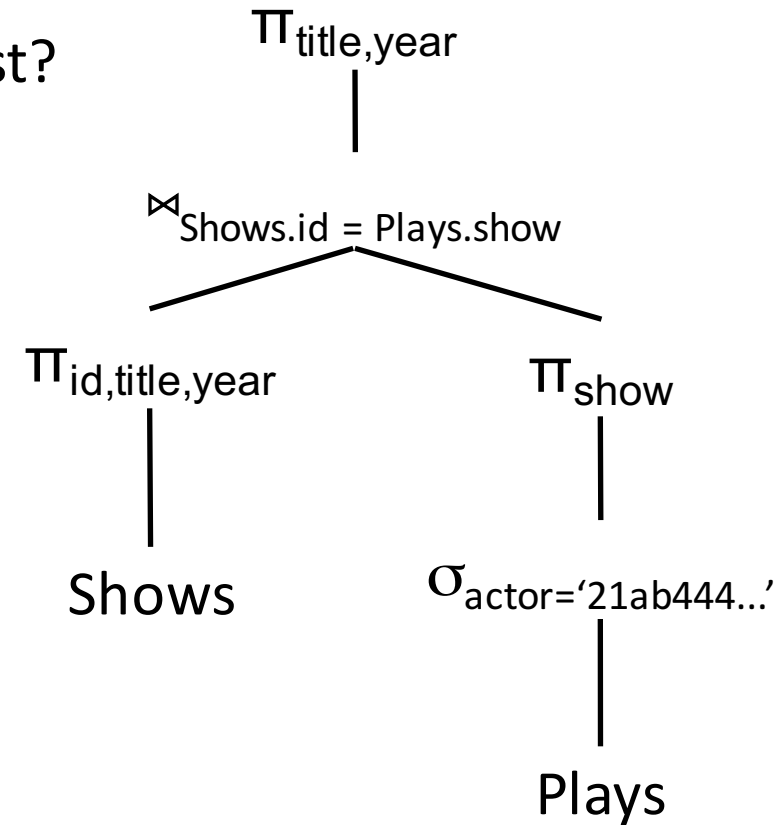 πtitle,year
st?
⋈Shows.id = Plays.show
πid,title,year
πshow
Shows
σactor=‘21ab444...’
Plays